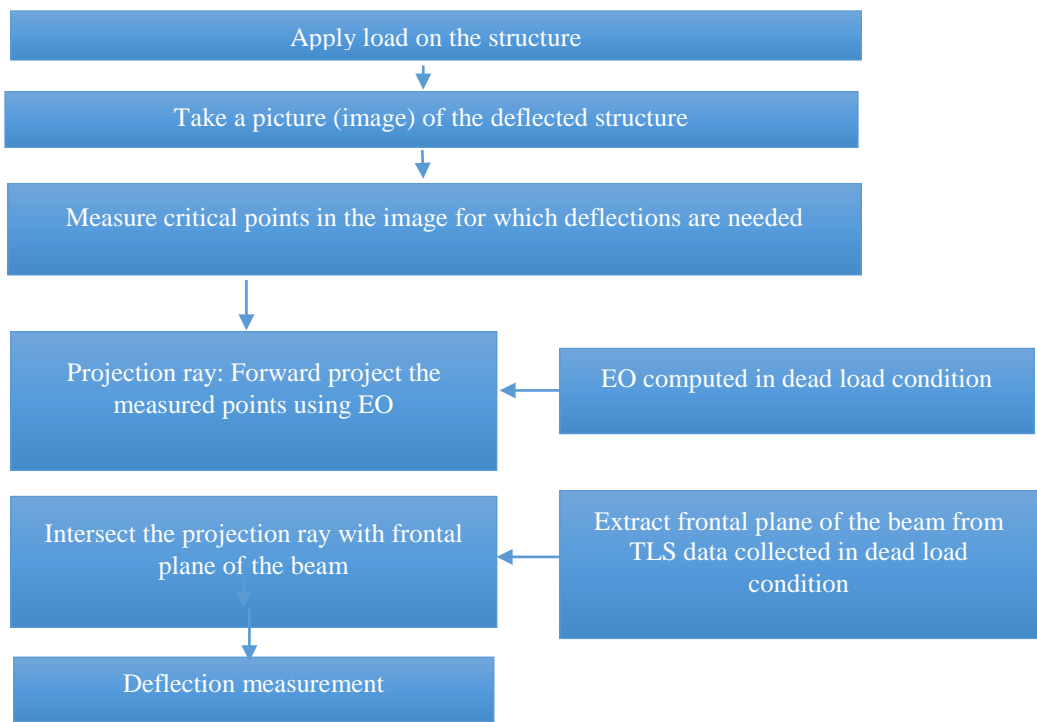 Apply load on the structure
Take a picture (image) of the deflected structure
Measure critical points in the image for which deflections are needed
Projection ray: Forward project the
measured points using EO
EO computed in dead load condition
Intersect the projection ray with frontal
plane of the beam
Extract frontal plane of the beam from
TLS data collected in dead load
condition
Deflection measurement